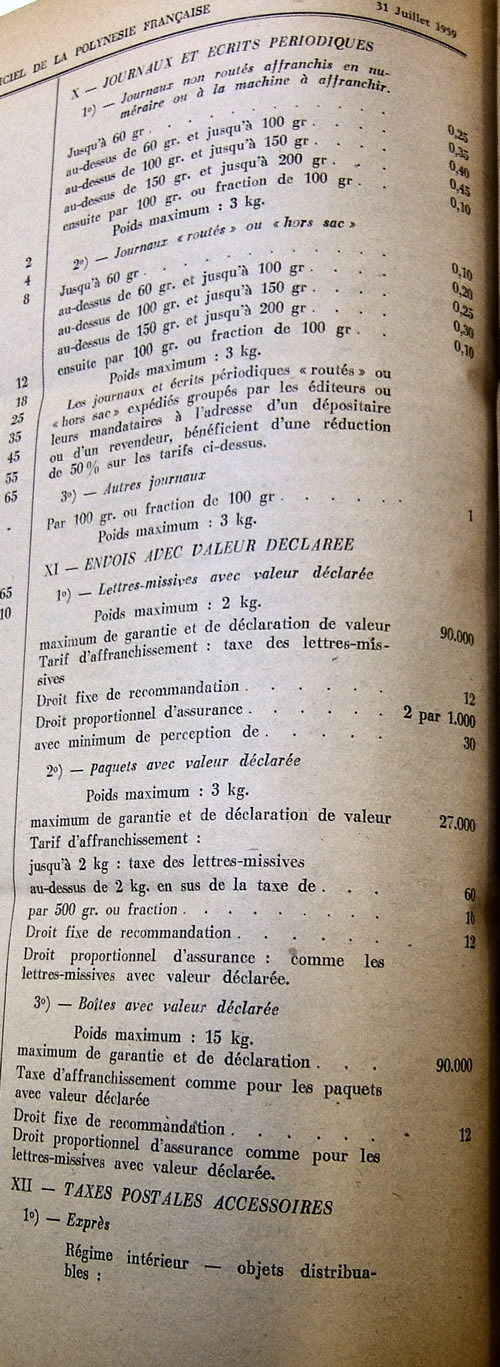 CIEL DE LA POLYNESIE FRANÇAISE
31 Juillet 1959
2
4
8
12
18
25
35
45
55
65
65
10
X — JOURNAUX ET ECRITS PERIODIQUES
1o) — Journaux non routés affranchis en nu-
méraire ou à la machine à affranchir.
Jusqu'à 60 gr . . . . . . . . 0,25
au-dessus de 60 gr. et jusqu'à 100 gr . . . 0,35
au-dessus de 100 gr. et jusqu'à 150 gr . . . 0,40
au-dessus de 150 gr. et jusqu'à 200 gr . . . 0,45
ensuite par 100 gr. ou fraction de 100 gr . . 0,10
Poids maximum : 3 kg.
2o) — Journaux « routés » ou « hors sac »
Jusqu'à 60 gr . . . . . . . . 0,10
au-dessus de 60 gr. et jusqu'à 100 gr . . . 0,20
au-dessus de 100 gr. et jusqu'à 150 gr . . . 0,25
au-dessus de 150 gr. et jusqu'à 200 gr . . . 0,30
ensuite par 100 gr. ou fraction de 100 gr . . 0,10
Poids maximum : 3 kg.
Les journaux et écrits périodiques « routés » ou
« hors sac » expédiés groupés par les éditeurs ou
leurs mandataires à l'adresse d'un dépositaire
ou d'un revendeur, bénéficient d'une réduction
de 50 % sur les tarifs ci-dessus.
3o) — Autres journaux
Par 100 gr. ou fraction de 100 gr . . . . . 1
Poids maximum : 3 kg.
XI — ENVOIS AVEC VALEUR DECLAREE
1o) — Lettres-missives avec valeur déclarée
Poids maximum : 2 kg.
maximum de garantie et de déclaration de valeur 90.000
Tarif d'affranchissement : taxe des lettres-mis-
sives
Droit fixe de recommandation . . . . . 12
Droit proportionnel d'assurance . . . . . 2 par 1.000
avec minimum de perception de . . . . . 30
2o) — Paquets avec valeur déclarée
Poids maximum : 3 kg.
maximum de garantie et de déclaration de valeur 27.000
Tarif d'affranchissement :
jusqu'à 2 kg : taxe des lettres-missives
au-dessus de 2 kg. en sus de la taxe de . . . 60
par 500 gr. ou fraction . . . . . . . 10
Droit fixe de recommandation . . . . . 12
Droit proportionnel d'assurance : comme les
lettres-missives avec valeur déclarée.
3o) — Boîtes avec valeur déclarée
Poids maximum : 15 kg.
maximum de garantie et de déclaration . . . 90.000
Taxe d'affranchissement comme pour les paquets
avec valeur déclarée
Droit fixe de recommandation . . . . . . 12
Droit proportionnel d'assurance comme pour les
lettres-missives avec valeur déclarée.
XII — TAXES POSTALES ACCESSOIRES
1o) — Exprès
Régime intérieur — objets distribua-
bles :